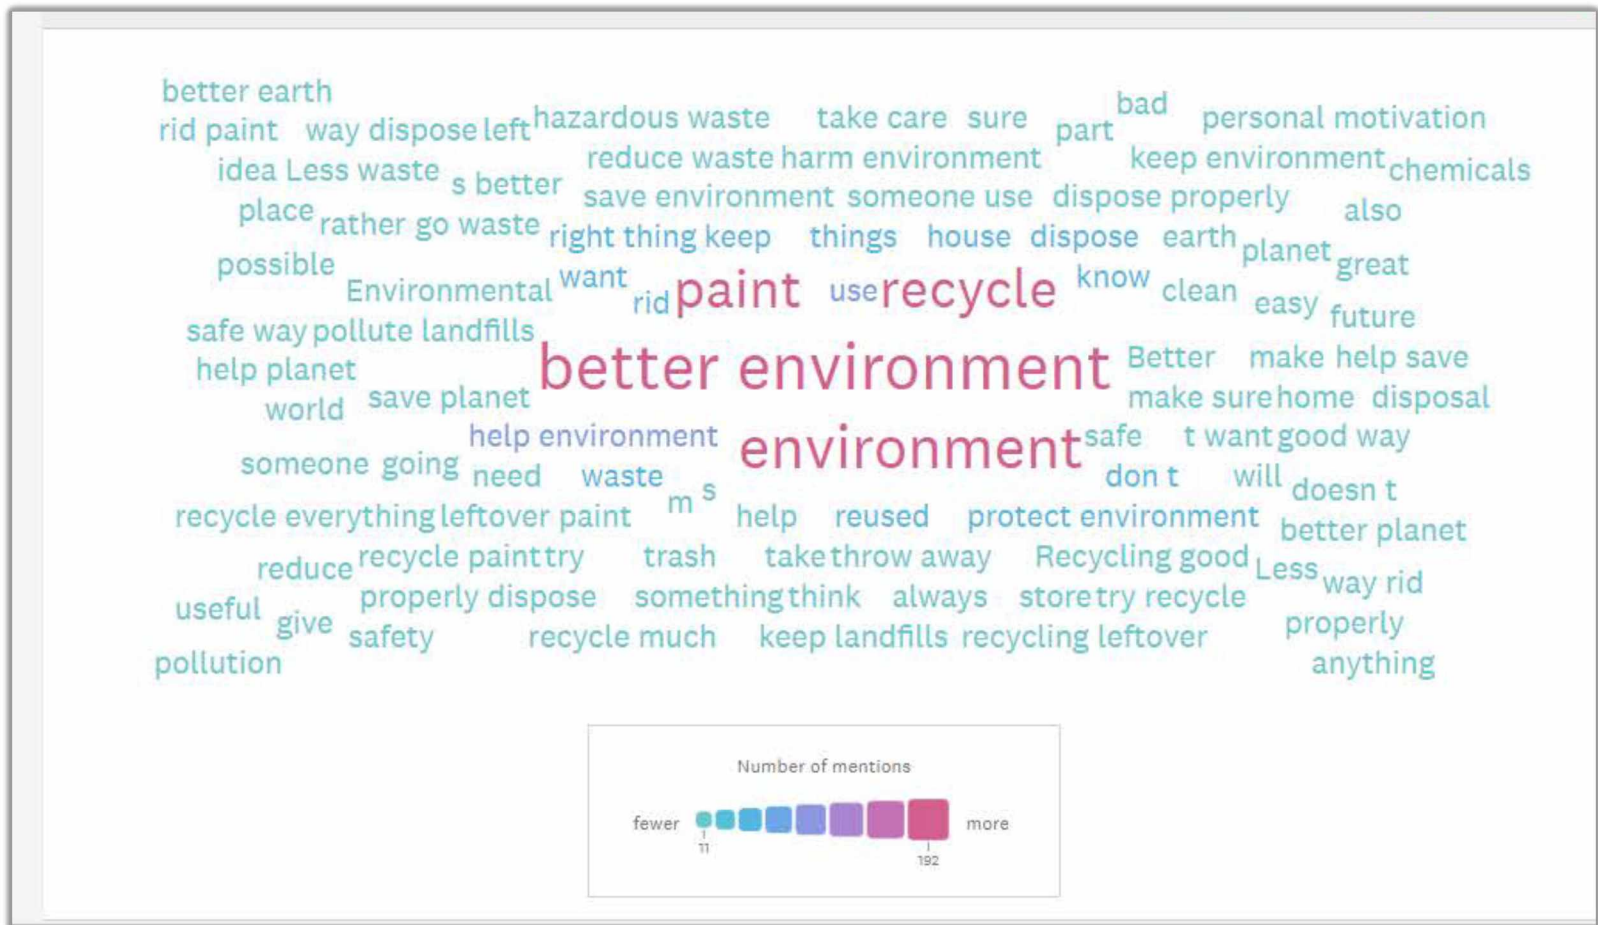 better earth
rid paint way dispose left hazardous waste take care sure part bad personal motivation
idea Less waste s better reduce waste harm environment keep environment chemicals
place rather go waste save environment someone use dispose properly also
possible right thing keep things house dispose earth planet great
Environmental want rid paint use recycle know clean easy future
safe way pollute landfills
help planet save planet better environment Better make help save
world make sure home disposal
someone going help environment environment safe t want good way
need waste m s don t will doesn t
recycle everything leftover paint help reused protect environment better planet
reduce recycle paint try trash take throw away Recycling good Less way rid
useful give properly dispose something think always store try recycle properly
pollution safety recycle much keep landfills recycling leftover anything
Number of mentions
fewer more
11 192